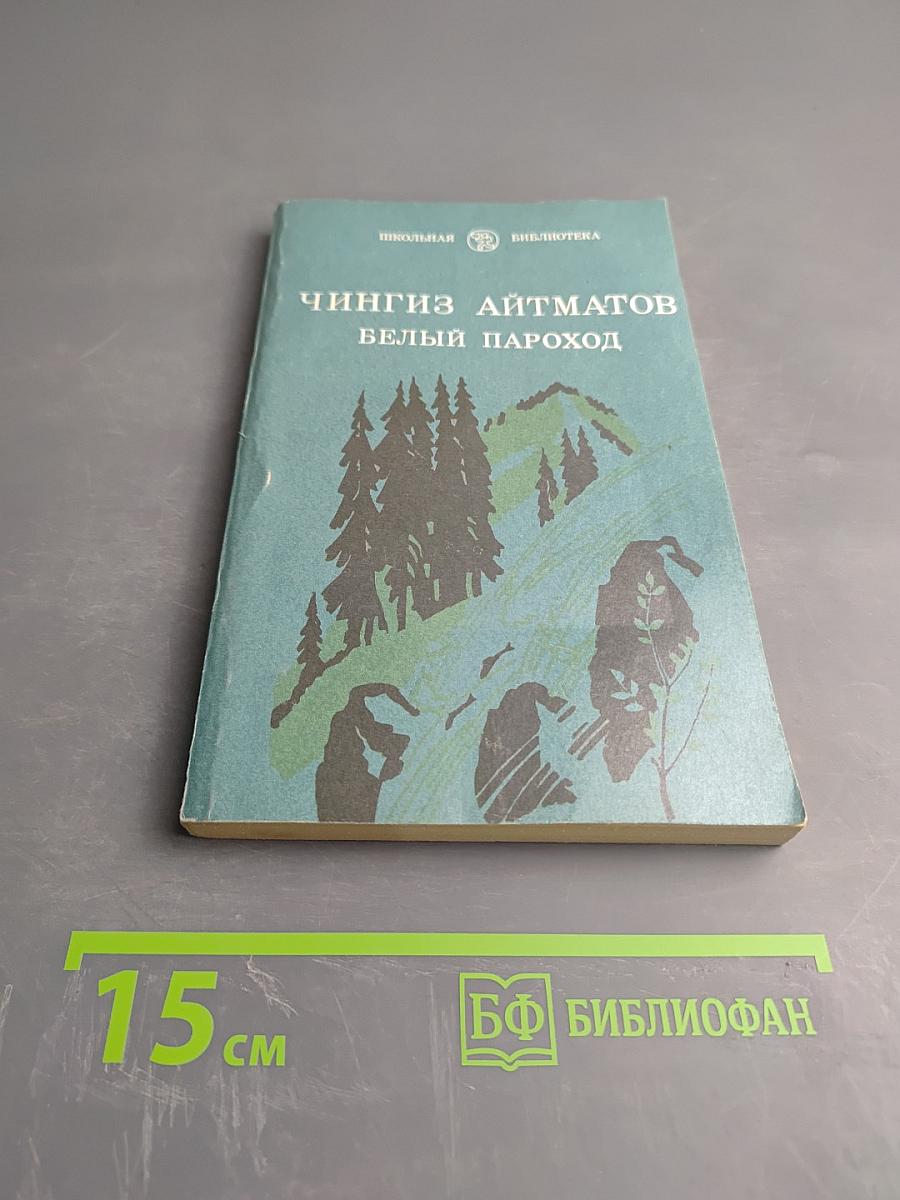 ШКОЛЬНАЯ БИБЛИОТЕКА
ЧИНГИЗ АЙТМАТОВ
БЕЛЫЙ ПАРОХОД
15 см
БФ БИБЛИОФАН